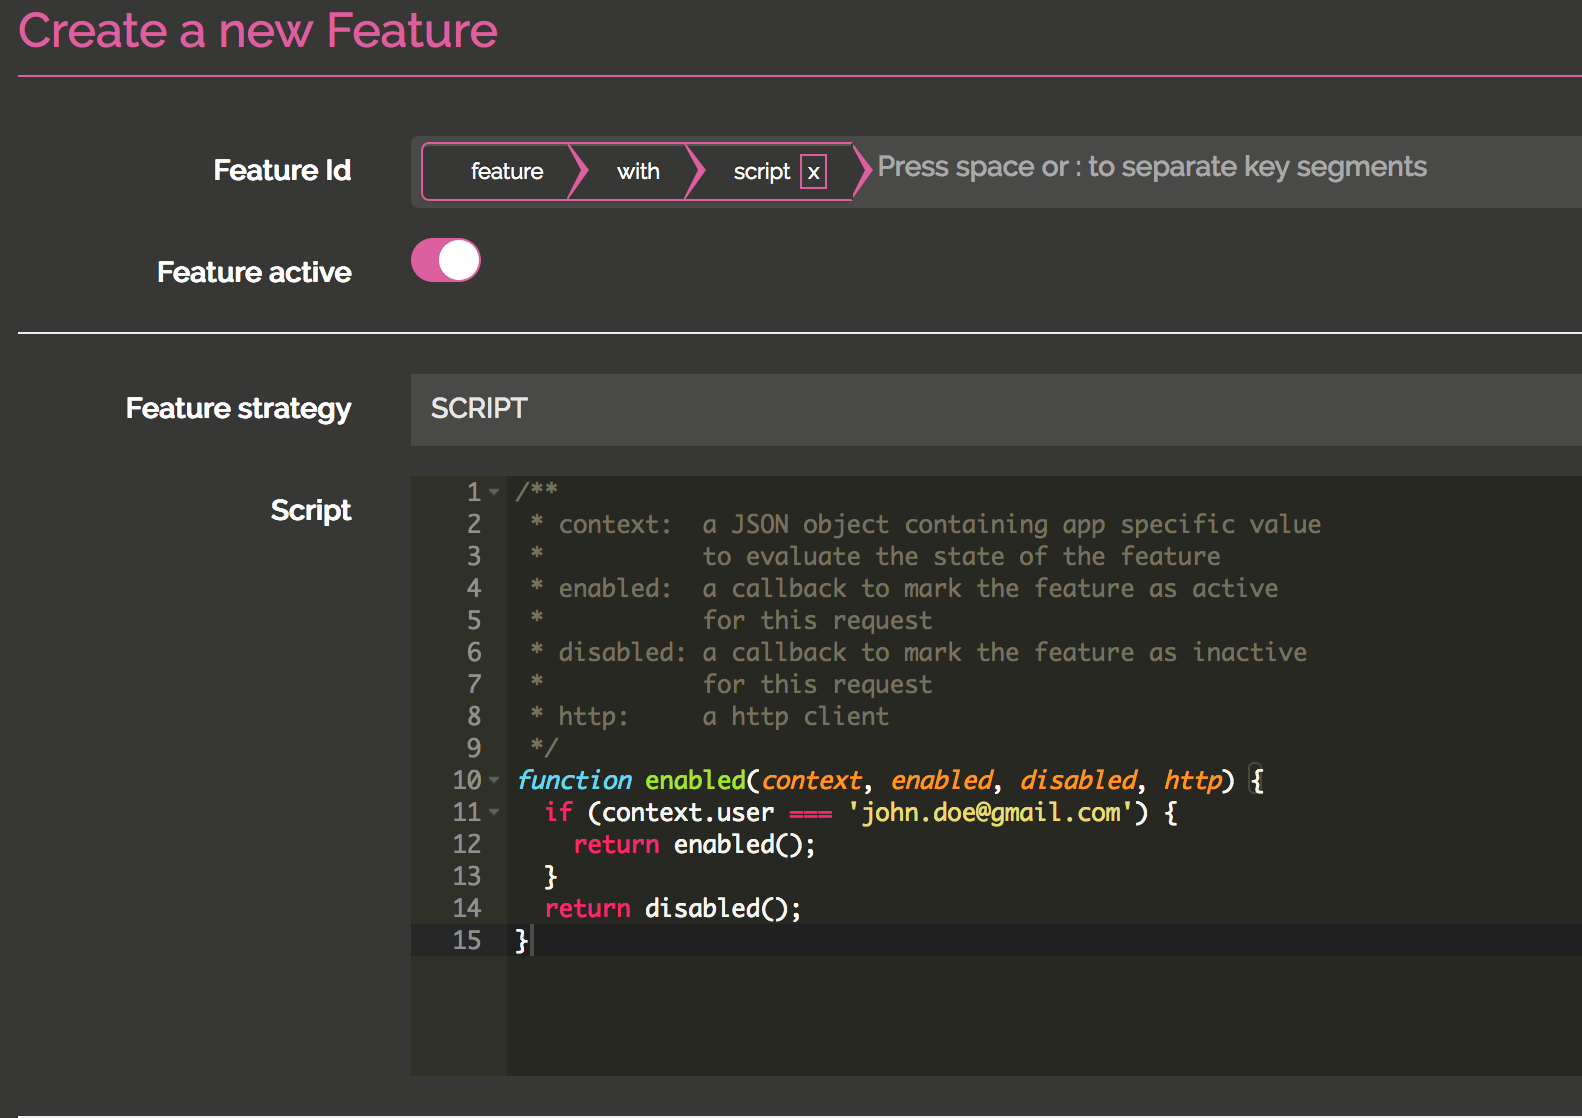 Create a new Feature
Feature Id feature with script x Press space or : to separate key segments
Feature active
Feature strategy SCRIPT
Script
1 /**
2  * context:  a JSON object containing app specific value
3  *           to evaluate the state of the feature
4  * enabled:  a callback to mark the feature as active
5  *           for this request
6  * disabled: a callback to mark the feature as inactive
7  *           for this request
8  * http:     a http client
9  */
10 function enabled(context, enabled, disabled, http) {
11   if (context.user === 'john.doe@gmail.com') {
12     return enabled();
13   }
14   return disabled();
15 }